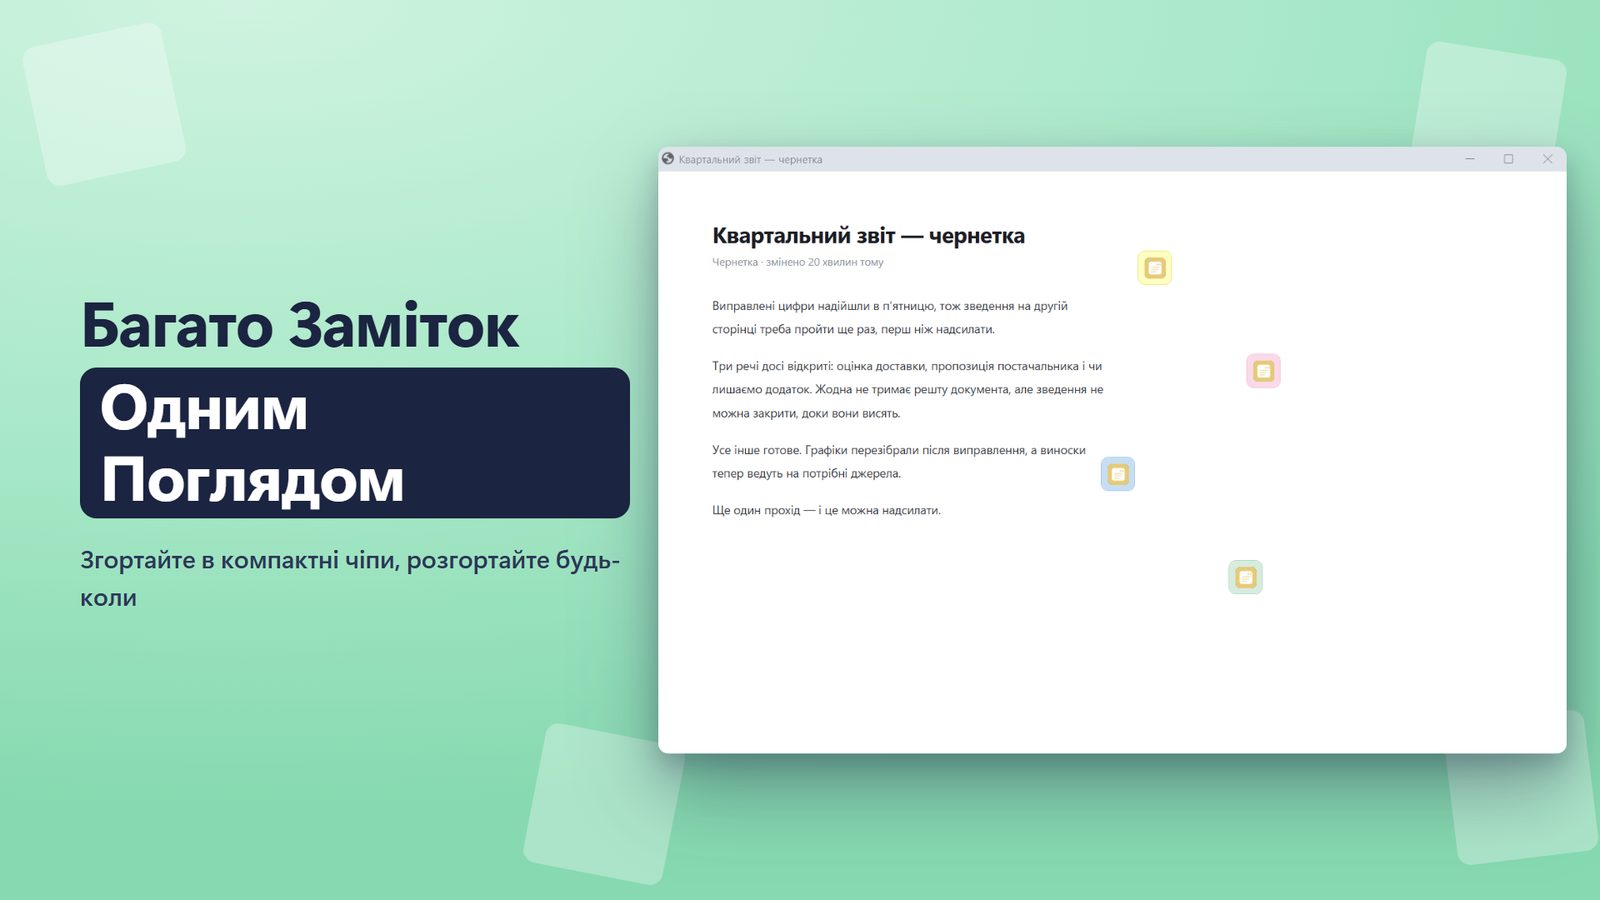 Багато Заміток
Одним
Поглядом
Згортайте в компактні чіпи, розгортайте будь-
коли
Квартальний звіт — чернетка
Квартальний звіт — чернетка
Чернетка · змінено 20 хвилин тому
Виправлені цифри надійшли в п'ятницю, тож зведення на другій
сторінці треба пройти ще раз, перш ніж надсилати.
Три речі досі відкриті: оцінка доставки, пропозиція постачальника і чи
лишаємо додаток. Жодна не тримає решту документа, але зведення не
можна закрити, доки вони висять.
Усе інше готове. Графіки перезібрали після виправлення, а виноски
тепер ведуть на потрібні джерела.
Ще один прохід — і це можна надсилати.